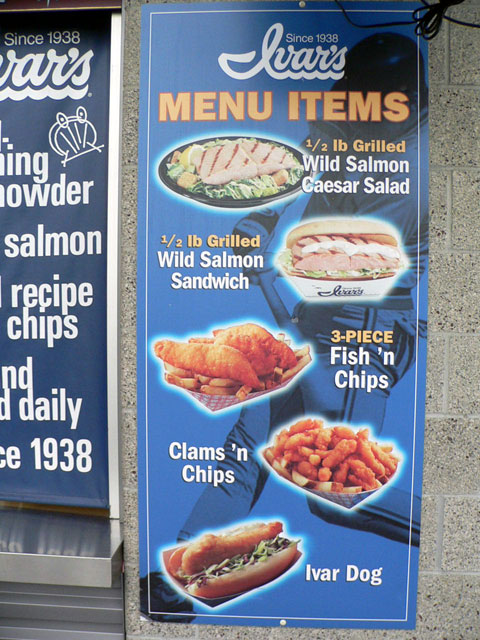 Since 1938
Ivar's
MENU ITEMS
1/2 lb Grilled
Wild Salmon
Caesar Salad
1/2 lb Grilled
Wild Salmon
Sandwich
Ivar's
3-PIECE
Fish 'n
Chips
Clams 'n
Chips
Ivar Dog
Since 1938
var's
ing
howder
salmon
recipe
chips
nd
d daily
ce 1938